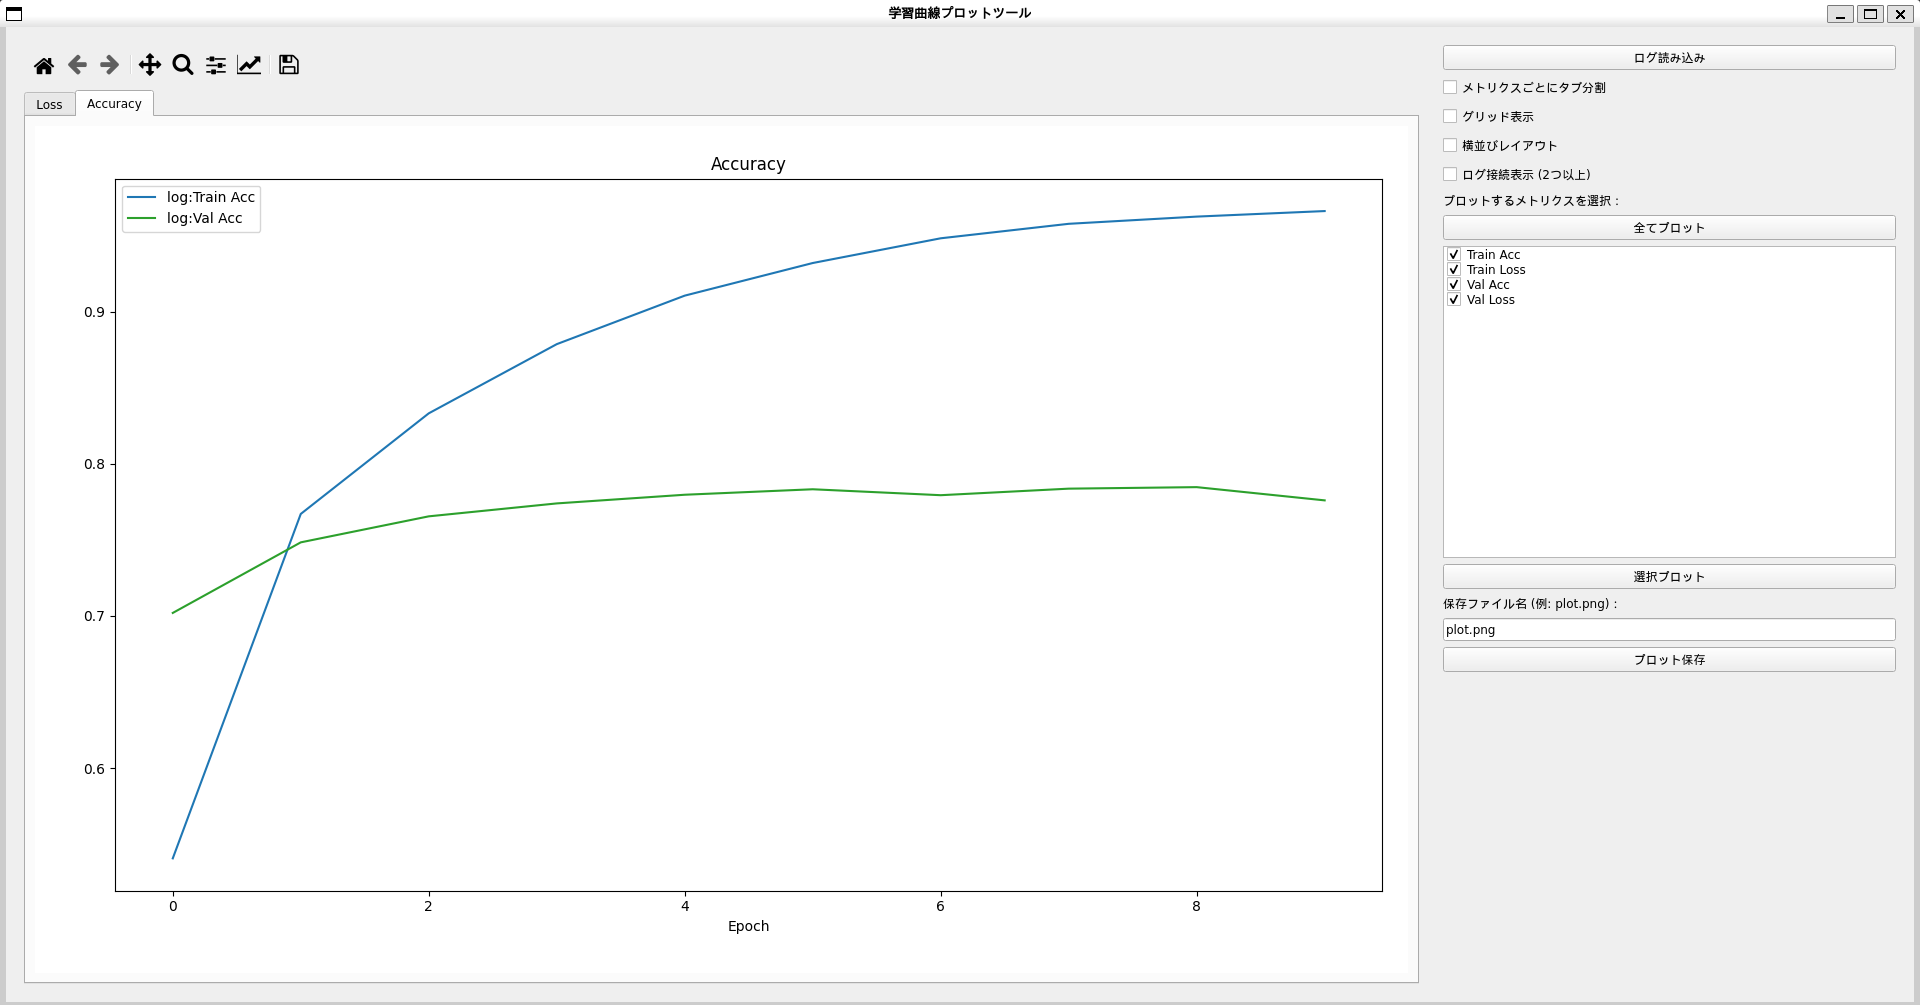 学習曲線プロットツール
Loss
Accuracy
Accuracy
log:Train Acc
log:Val Acc
0.9
0.8
0.7
0.6
0
2
4
6
8
Epoch
ログ読み込み
メトリクスごとにタブ分割
グリッド表示
横並びレイアウト
ログ接続表示 (2つ以上)
プロットするメトリクスを選択：
全てプロット
Train Acc
Train Loss
Val Acc
Val Loss
選択プロット
保存ファイル名 (例: plot.png)：
plot.png
プロット保存